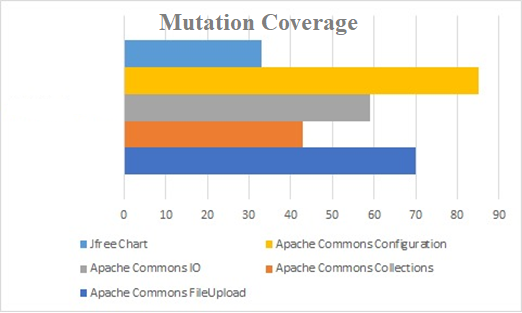 Mutation Coverage
0 10 20 30 40 50 60 70 80 90
Jfree Chart Apache Commons Configuration
Apache Commons IO Apache Commons Collections
Apache Commons FileUpload